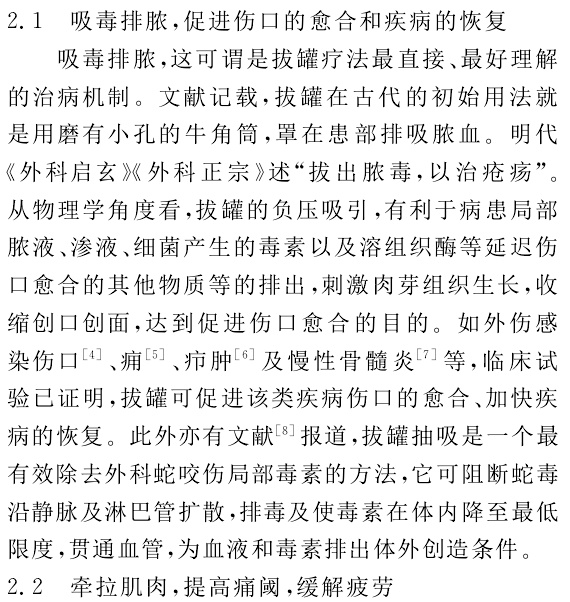 2.1 吸毒排脓,促进伤口的愈合和疾病的恢复
吸毒排脓,这可谓是拔罐疗法最直接、最好理解
的治病机制。文献记载,拔罐在古代的初始用法就
是用磨有小孔的牛角筒,罩在患部排吸脓血。明代
《外科启玄》《外科正宗》述“拔出脓毒,以治疮疡”。
从物理学角度看,拔罐的负压吸引,有利于病患局部
脓液、渗液、细菌产生的毒素以及溶组织酶等延迟伤
口愈合的其他物质等的排出,刺激肉芽组织生长,收
缩创口创面,达到促进伤口愈合的目的。如外伤感
染伤口[4]、痈[5]、疖肿[6]及慢性骨髓炎[7]等,临床试
验已证明,拔罐可促进该类疾病伤口的愈合、加快疾
病的恢复。此外亦有文献[8]报道,拔罐抽吸是一个最
有效除去外科蛇咬伤局部毒素的方法,它可阻断蛇毒
沿静脉及淋巴管扩散,排毒及使毒素在体内降至最低
限度,贯通血管,为血液和毒素排出体外创造条件。
2.2 牵拉肌肉,提高痛阈,缓解疲劳